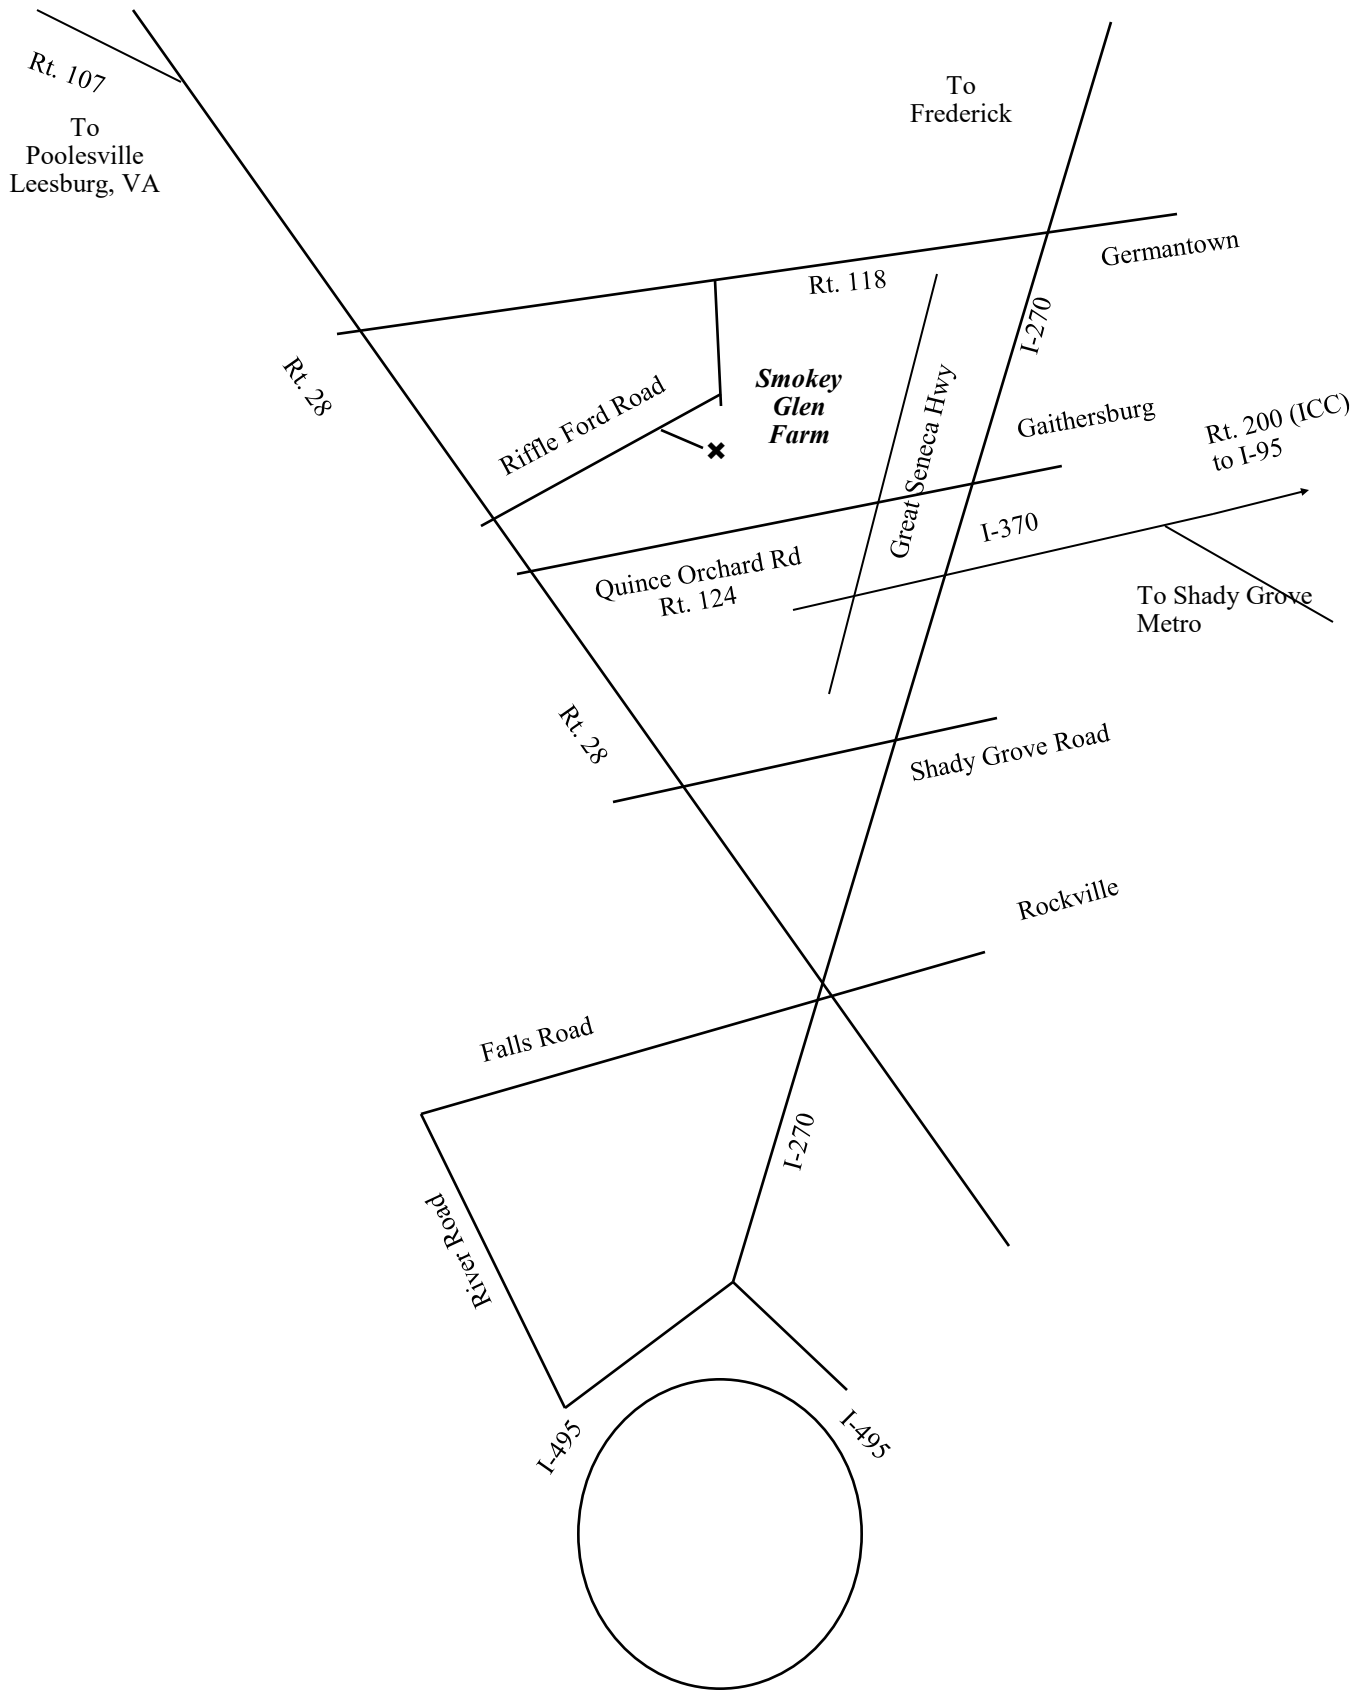 Rt. 107
To
Poolesville
Leesburg, VA
To
Frederick
Germantown
Rt. 118
I-270
Rt. 28
Riffle Ford Road
Smokey
Glen
Farm
Great Seneca Hwy
Gaithersburg
Rt. 200 (ICC)
to I-95
I-370
Quince Orchard Rd
Rt. 124
To Shady Grove
Metro
Rt. 28
Shady Grove Road
Rockville
Falls Road
I-270
River Road
I-495
I-495